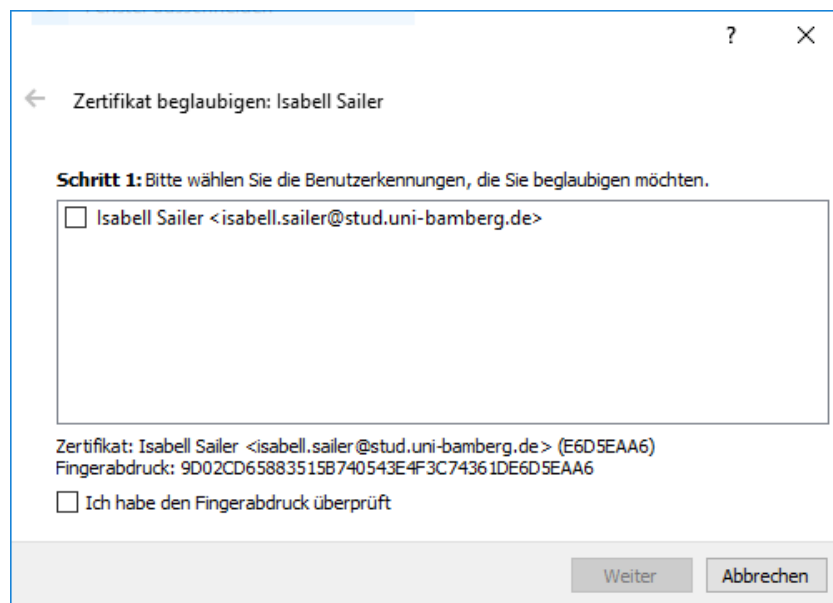 ?
Zertifikat beglaubigen: Isabell Sailer
Schritt 1: Bitte wählen Sie die Benutzerkennungen, die Sie beglaubigen möchten.
Isabell Sailer <isabell.sailer@stud.uni-bamberg.de>
Zertifikat: Isabell Sailer <isabell.sailer@stud.uni-bamberg.de> (E6D5EAA6)
Fingerabdruck: 9D02CD65883515B740543E4F3C74361DE6D5EAA6
Ich habe den Fingerabdruck überprüft
Weiter Abbrechen